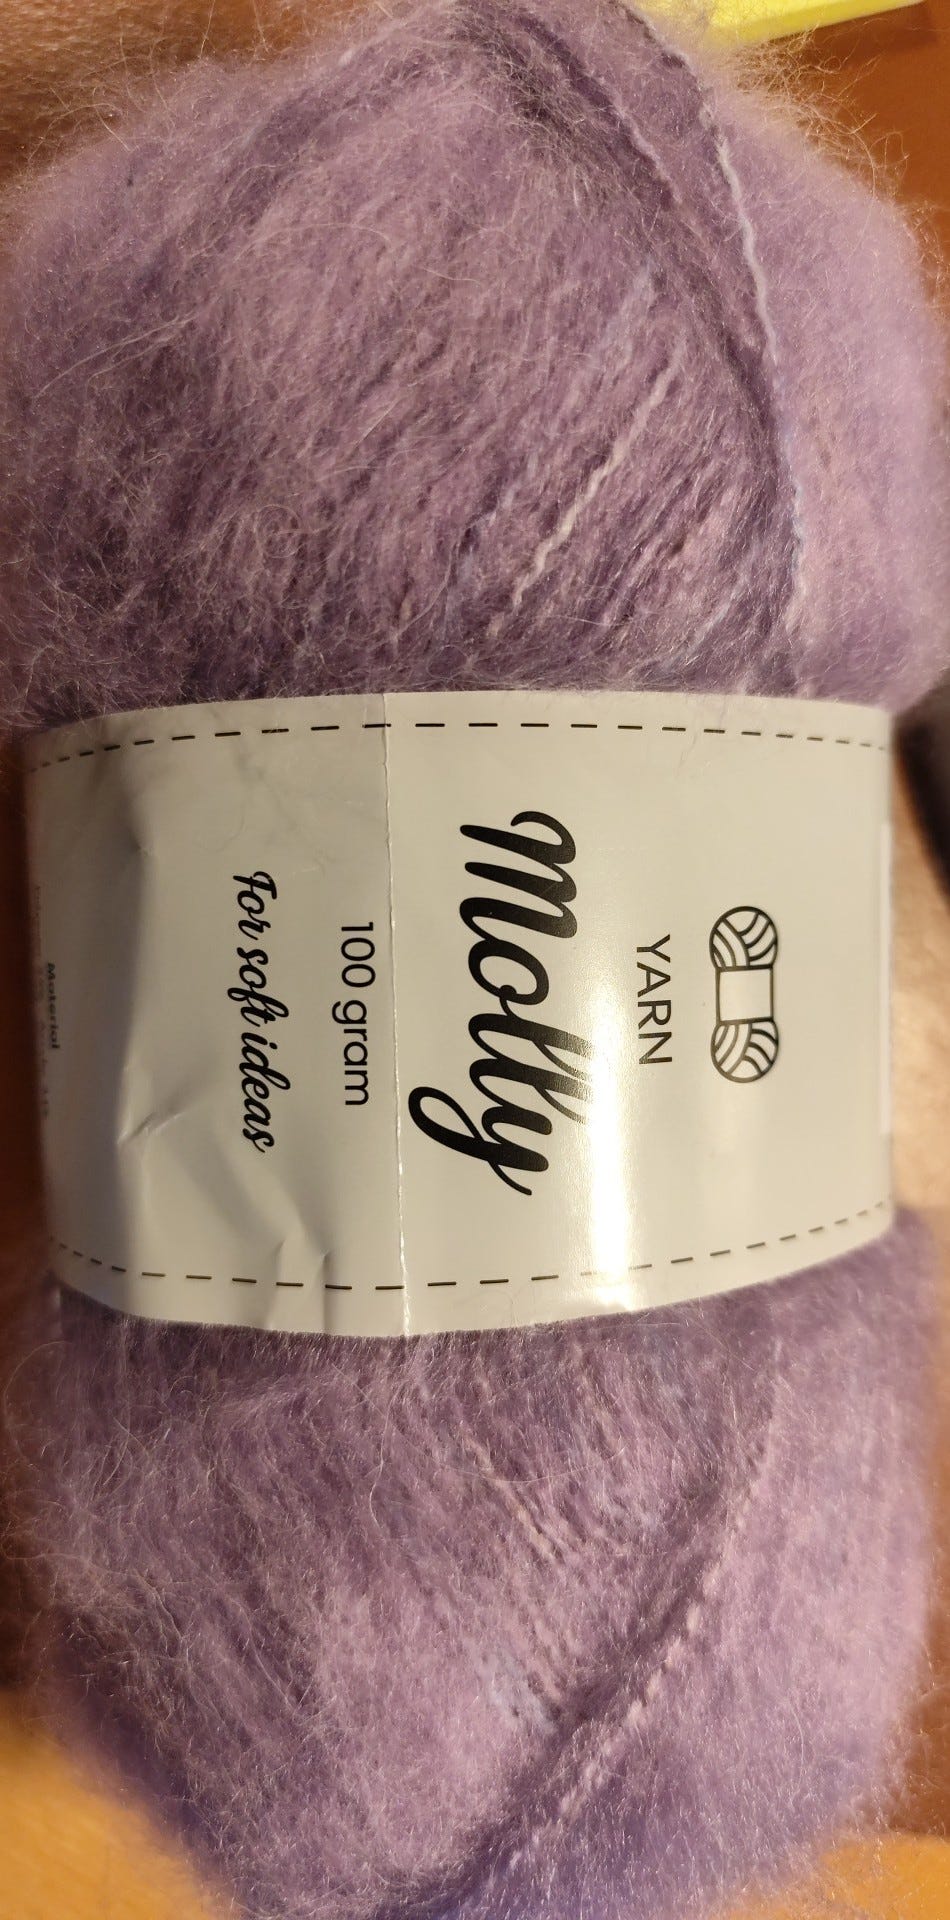 YARN
Molly
100 gram
For soft ideas
Material